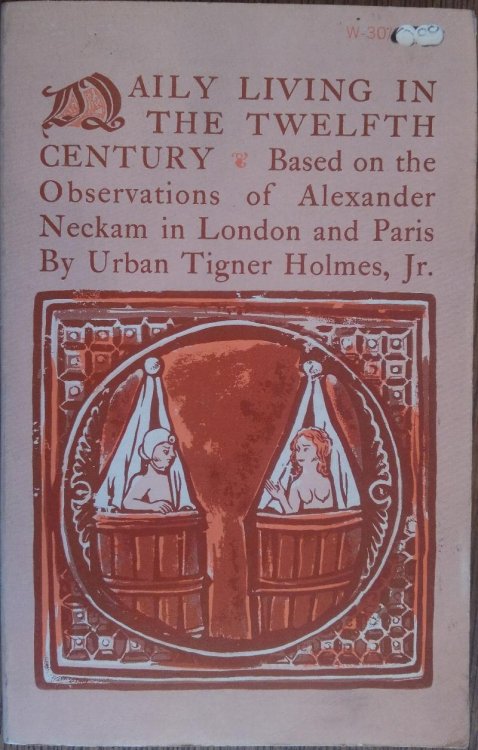 W-30
DAILY LIVING IN
THE TWELFTH
CENTURY ❦ Based on the
Observations of Alexander
Neckam in London and Paris
By Urban Tigner Holmes, Jr.